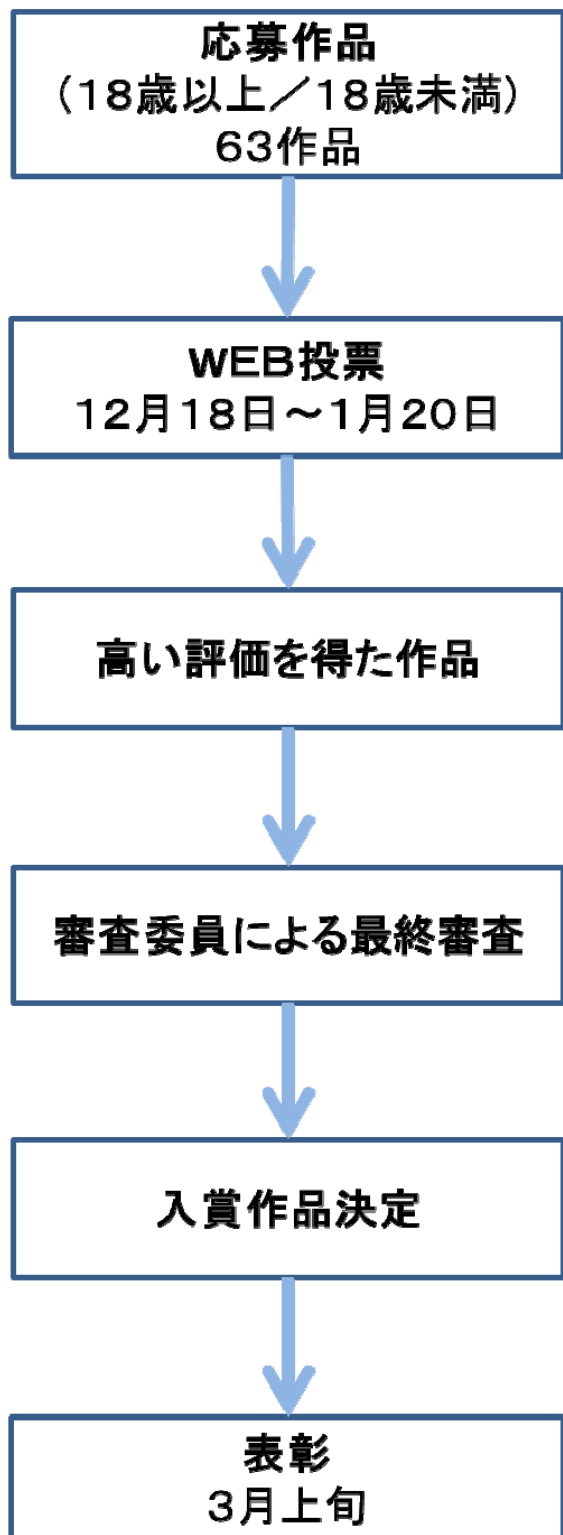 応募作品
(18歳以上／18歳未満)
63作品
WEB投票
12月18日～1月20日
高い評価を得た作品
審査委員による最終審査
入賞作品決定
表彰
3月上旬